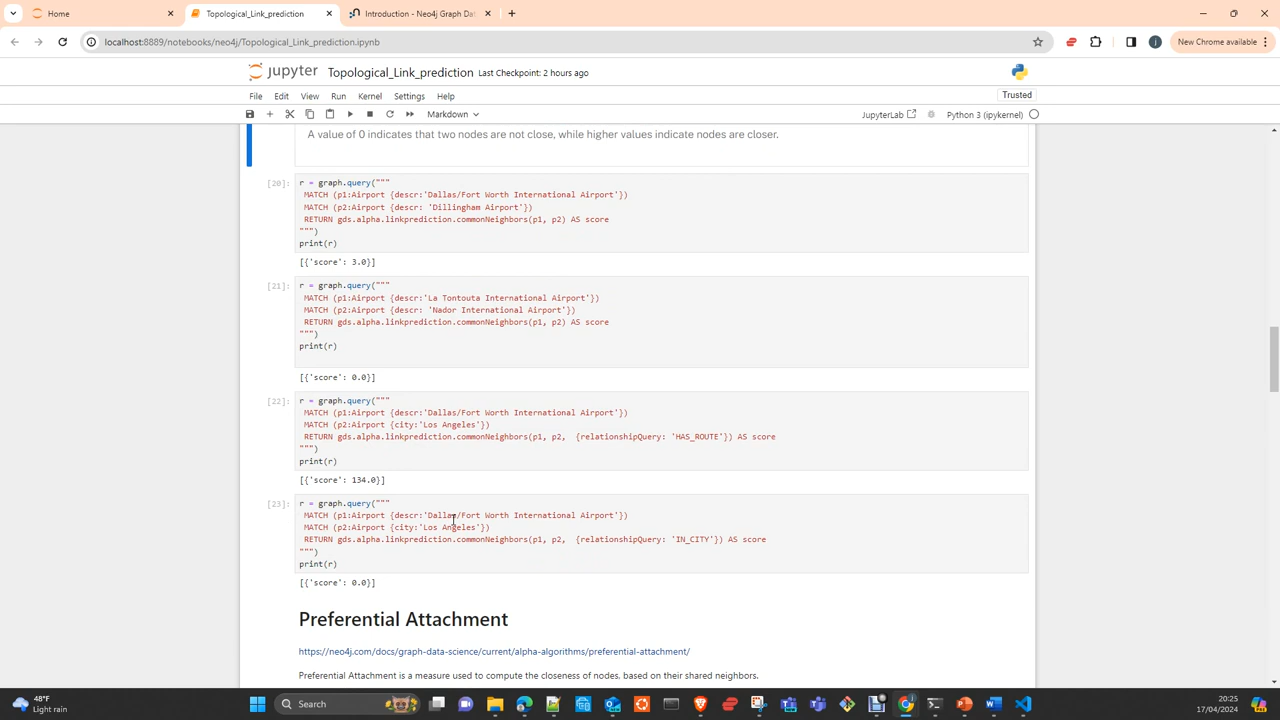 Home
Topological_Link_prediction
Introduction - Neo4j Graph Da
localhost:8889/notebooks/neo4j/Topological_Link_prediction.ipynb
New Chrome available
jupyter Topological_Link_prediction Last Checkpoint: 2 hours ago
File Edit View Run Kernel Settings Help
Trusted
Markdown
JupyterLab
Python 3 (ipykernel)
A value of 0 indicates that two nodes are not close, while higher values indicate nodes are closer.
[20]: r = graph.query("""
MATCH (p1:Airport {descr:'Dallas/Fort Worth International Airport'})
MATCH (p2:Airport {descr: 'Dillingham Airport'})
RETURN gds.alpha.linkprediction.commonNeighbors(p1, p2) AS score
""")
print(r)
[{'score': 3.0}]
[21]: r = graph.query("""
MATCH (p1:Airport {descr:'La Tontouta International Airport'})
MATCH (p2:Airport {descr: 'Nador International Airport'})
RETURN gds.alpha.linkprediction.commonNeighbors(p1, p2) AS score
""")
print(r)
[{'score': 0.0}]
[22]: r = graph.query("""
MATCH (p1:Airport {descr:'Dallas/Fort Worth International Airport'})
MATCH (p2:Airport {city:'Los Angeles'})
RETURN gds.alpha.linkprediction.commonNeighbors(p1, p2, {relationshipQuery: 'HAS_ROUTE'}) AS score
""")
print(r)
[{'score': 134.0}]
[23]: r = graph.query("""
MATCH (p1:Airport {descr:'Dallas/Fort Worth International Airport'})
MATCH (p2:Airport {city:'Los Angeles'})
RETURN gds.alpha.linkprediction.commonNeighbors(p1, p2, {relationshipQuery: 'IN_CITY'}) AS score
""")
print(r)
[{'score': 0.0}]
Preferential Attachment
https://neo4j.com/docs/graph-data-science/current/alpha-algorithms/preferential-attachment/
Preferential Attachment is a measure used to compute the closeness of nodes, based on their shared neighbors.
48°F
Light rain
Search
20:25
17/04/2024